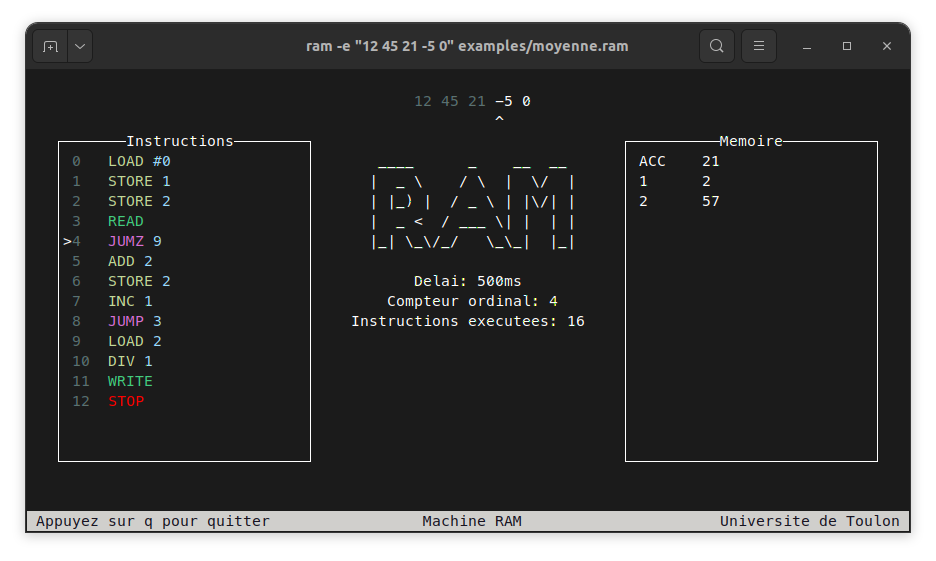 ram -e "12 45 21 -5 0" examples/moyenne.ram
12 45 21 -5 0
^
Instructions
0 LOAD #0
1 STORE 1
2 STORE 2
3 READ
>4 JUMZ 9
5 ADD 2
6 STORE 2
7 INC 1
8 JUMP 3
9 LOAD 2
10 DIV 1
11 WRITE
12 STOP
RAM
Delai: 500ms
Compteur ordinal: 4
Instructions executees: 16
Memoire
ACC 21
1 2
2 57
Appuyez sur q pour quitter
Machine RAM
Universite de Toulon